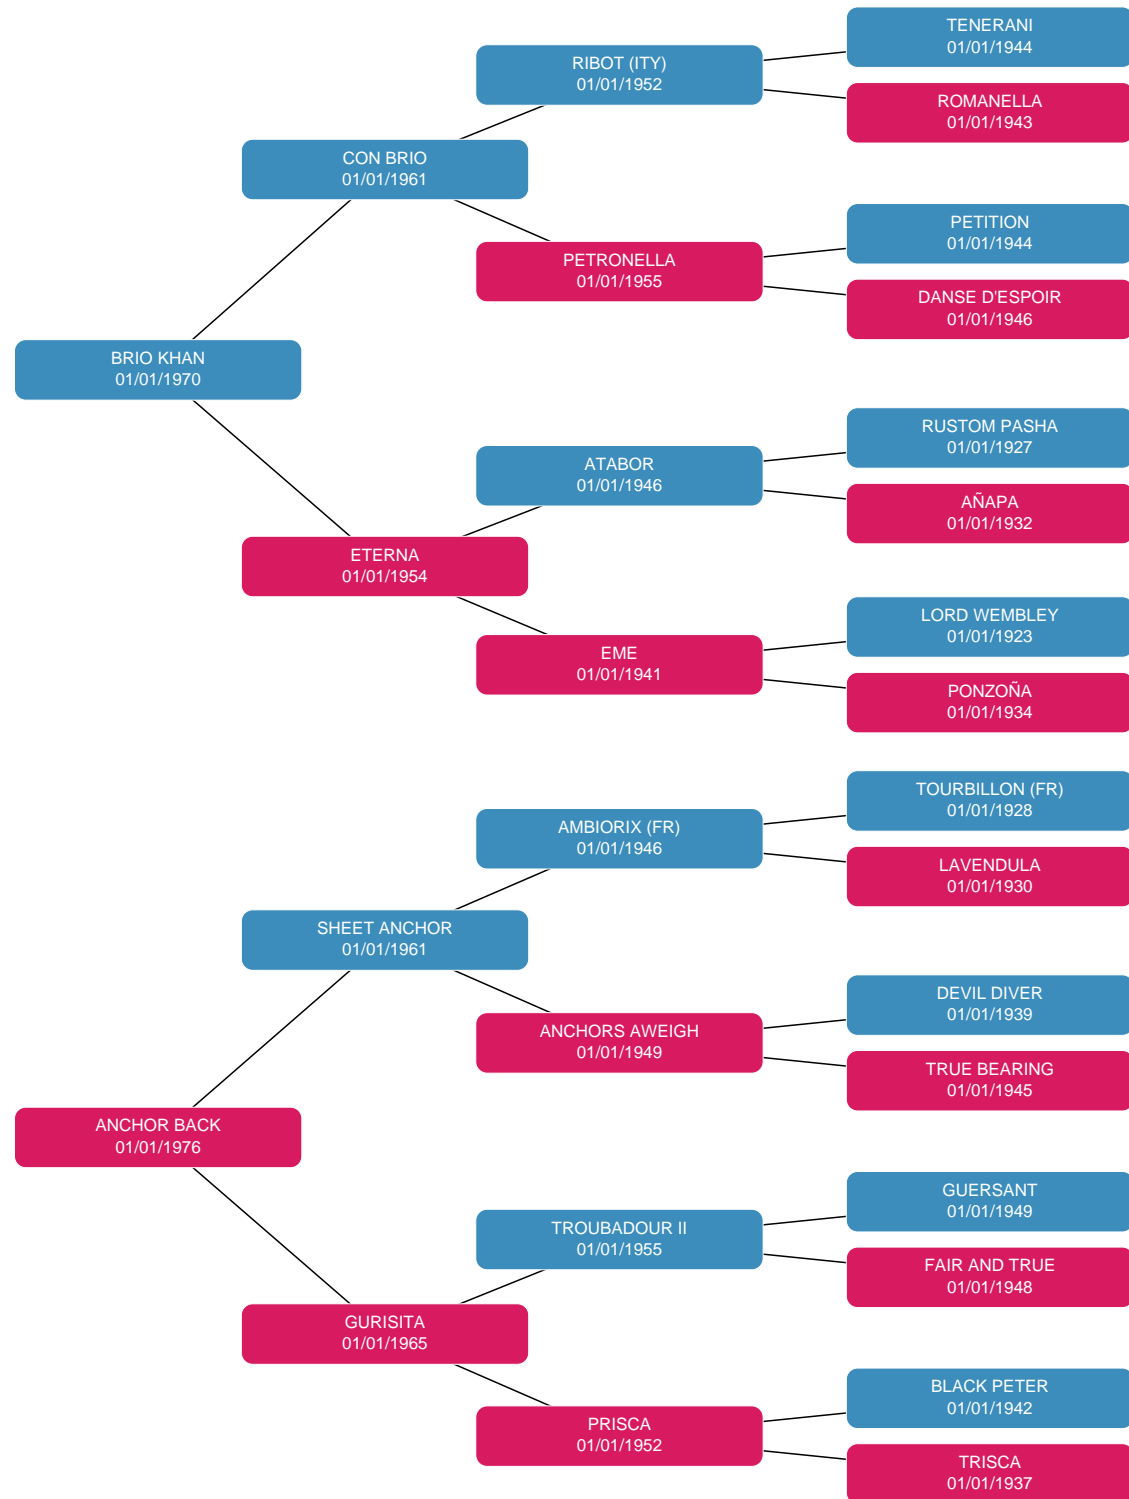 TENERANI
01/01/1944
RIBOT (ITY)
01/01/1952
ROMANELLA
01/01/1943
CON BRIO
01/01/1961
PETITION
01/01/1944
PETRONELLA
01/01/1955
DANSE D'ESPOIR
01/01/1946
BRIO KHAN
01/01/1970
RUSTOM PASHA
01/01/1927
ATABOR
01/01/1946
AÑAPA
01/01/1932
ETERNA
01/01/1954
LORD WEMBLEY
01/01/1923
EME
01/01/1941
PONZOÑA
01/01/1934
TOURBILLON (FR)
01/01/1928
AMBIORIX (FR)
01/01/1946
LAVENDULA
01/01/1930
SHEET ANCHOR
01/01/1961
DEVIL DIVER
01/01/1939
ANCHORS AWEIGH
01/01/1949
TRUE BEARING
01/01/1945
ANCHOR BACK
01/01/1976
GUERSANT
01/01/1949
TROUBADOUR II
01/01/1955
FAIR AND TRUE
01/01/1948
GURISITA
01/01/1965
BLACK PETER
01/01/1942
PRISCA
01/01/1952
TRISCA
01/01/1937